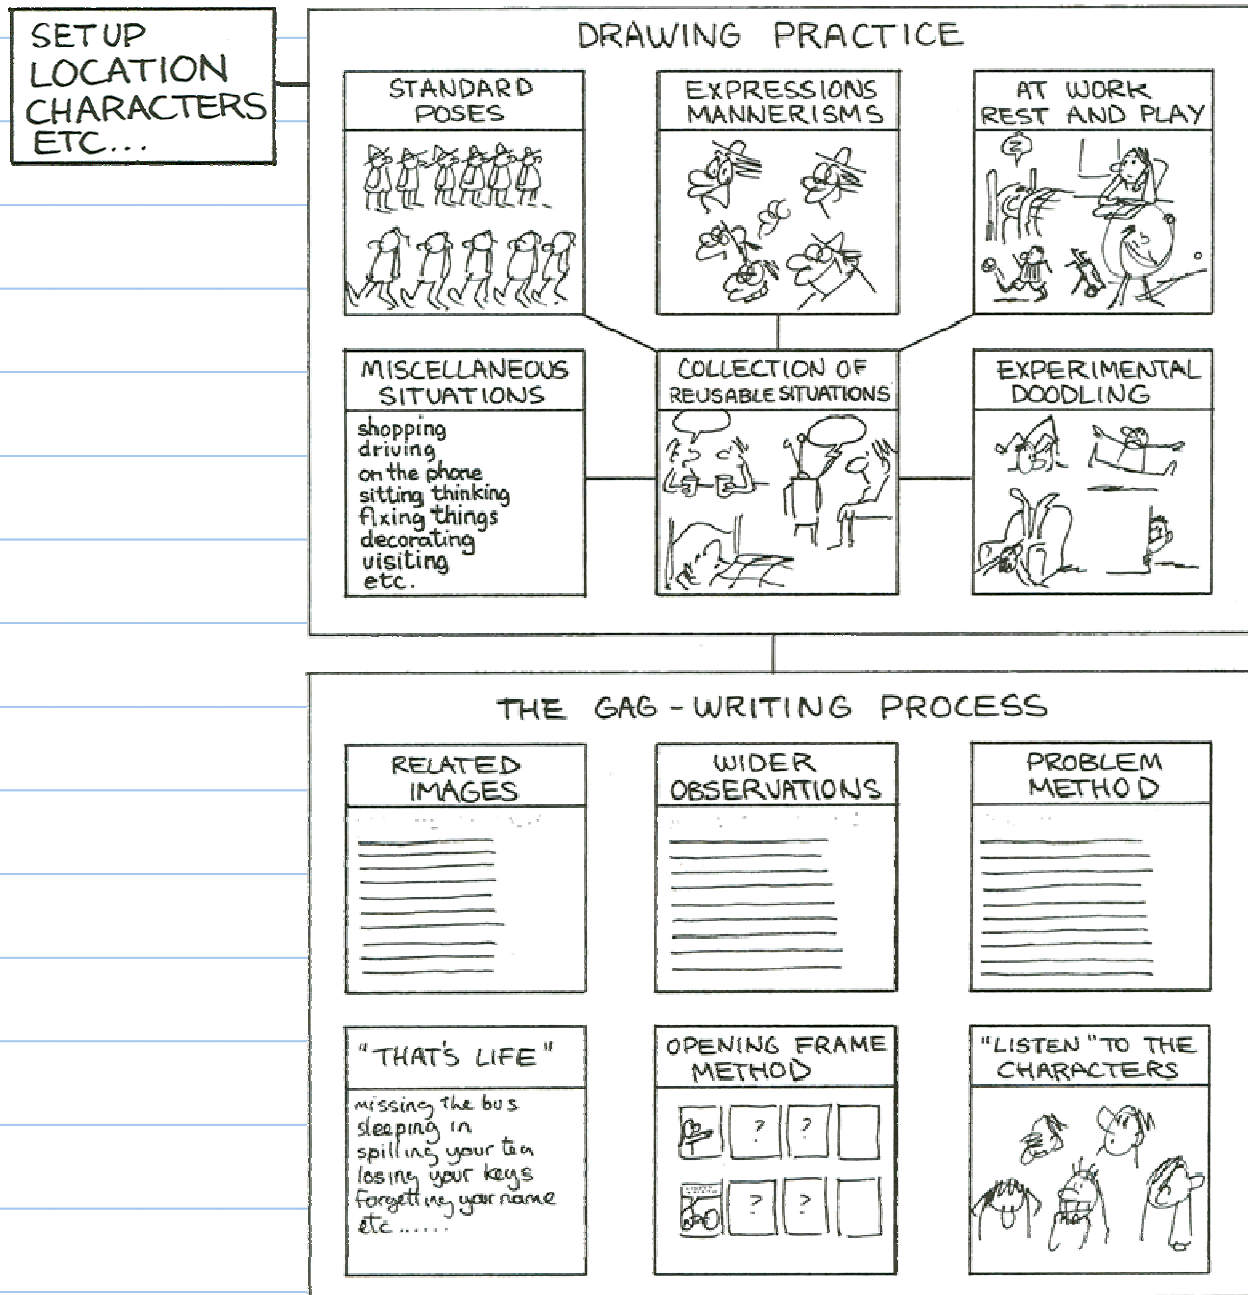 SETUP
LOCATION
CHARACTERS
ETC...
DRAWING PRACTICE
STANDARD
POSES
EXPRESSIONS
MANNERISMS
AT WORK
REST AND PLAY
Z
MISCELLANEOUS
SITUATIONS
shopping
driving
on the phone
sitting thinking
fixing things
decorating
visiting
etc.
COLLECTION OF
REUSABLE SITUATIONS
EXPERIMENTAL
DOODLING
THE GAG-WRITING PROCESS
RELATED
IMAGES
WIDER
OBSERVATIONS
PROBLEM
METHOD
"THAT'S LIFE"
missing the bus
sleeping in
spilling your tea
losing your keys
forgetting your name
etc......
OPENING FRAME
METHOD
? ?
? ?
"LISTEN" TO THE
CHARACTERS